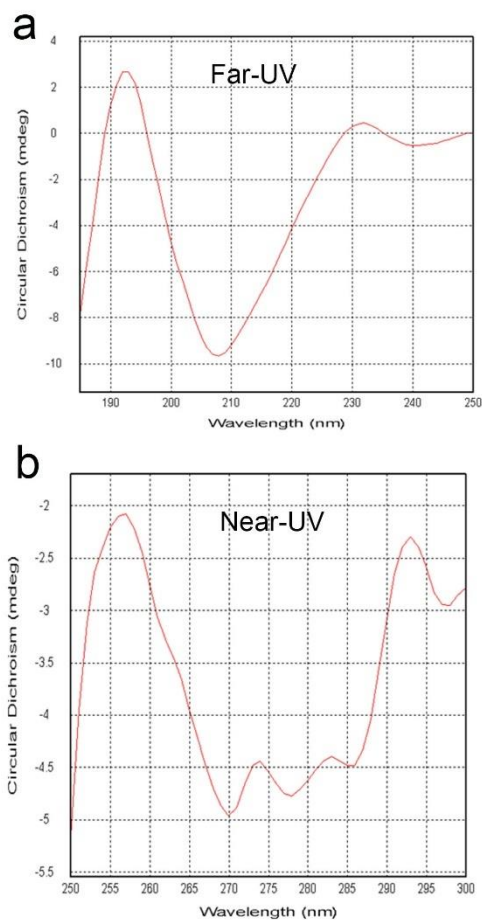 a
Far-UV
Circular Dichroism (mdeg)
4
2
0
-2
-4
-6
-8
-10
190 200 210 220 230 240 250
Wavelength (nm)
b
Near-UV
Circular Dichroism (mdeg)
-2
-2.5
-3
-3.5
-4
-4.5
-5
-5.5
250 255 260 265 270 275 280 285 290 295 300
Wavelength (nm)